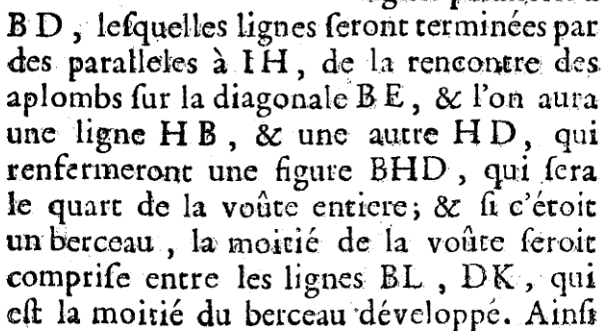 B D , leſquelles lignes ſeront terminées par
des paralleles à I H , de la rencontre des
aplombs ſur la diagonale B E , & l'on aura
une ligne H B , & une autre H D , qui
renfermeront une figure BHD , qui ſera
le quart de la voûte entiere ; & ſi c'étoit
un berceau , la moitié de la voûte ſeroit
compriſe entre les lignes BL , DK , qui
eſt la moitié du berceau développé. Ainſi